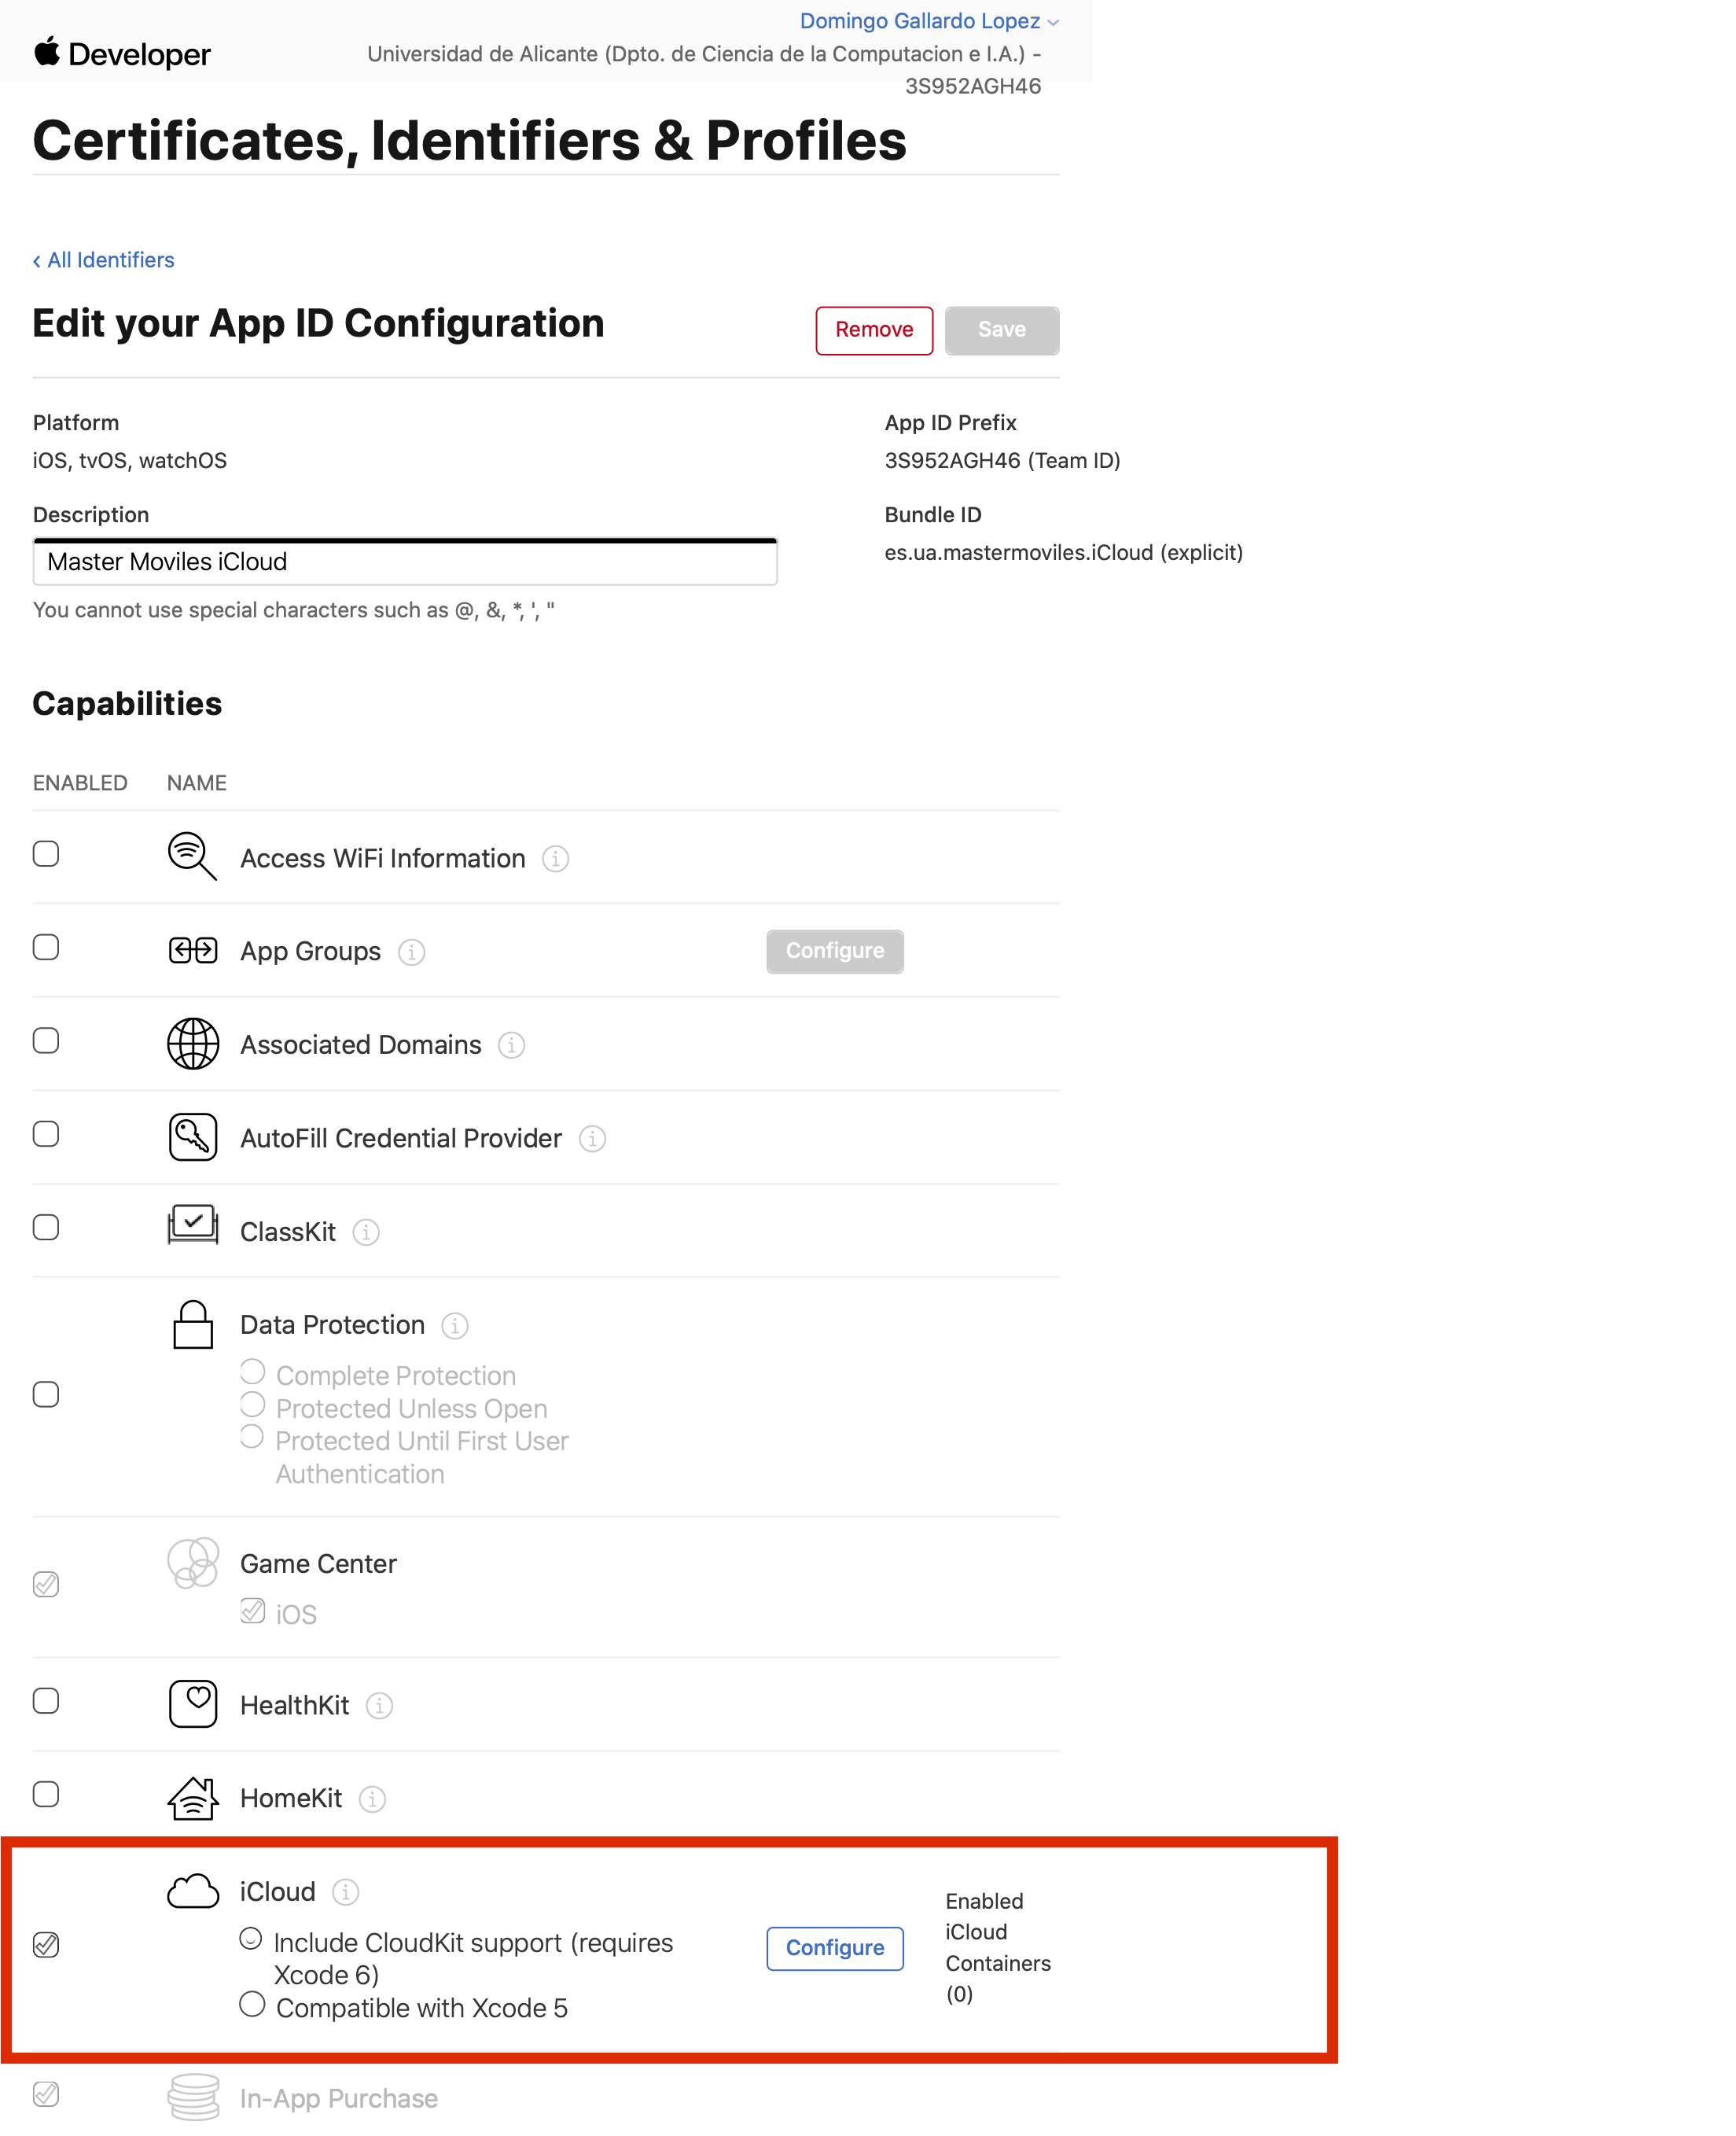 Domingo Gallardo Lopez
Developer
Universidad de Alicante (Dpto. de Ciencia de la Computacion e I.A.) -
3S952AGH46
Certificates, Identifiers & Profiles
‹ All Identifiers
Edit your App ID Configuration
Remove
Save
Platform
iOS, tvOS, watchOS
App ID Prefix
3S952AGH46 (Team ID)
Description
Master Moviles iCloud
You cannot use special characters such as @, &, *, ', "
Bundle ID
es.ua.mastermoviles.iCloud (explicit)
Capabilities
ENABLED NAME
Access WiFi Information
App Groups
Configure
Associated Domains
AutoFill Credential Provider
ClassKit
Data Protection
Complete Protection
Protected Unless Open
Protected Until First User
Authentication
Game Center
iOS
HealthKit
HomeKit
iCloud
Include CloudKit support (requires
Xcode 6)
Compatible with Xcode 5
Configure
Enabled
iCloud
Containers
(0)
In-App Purchase